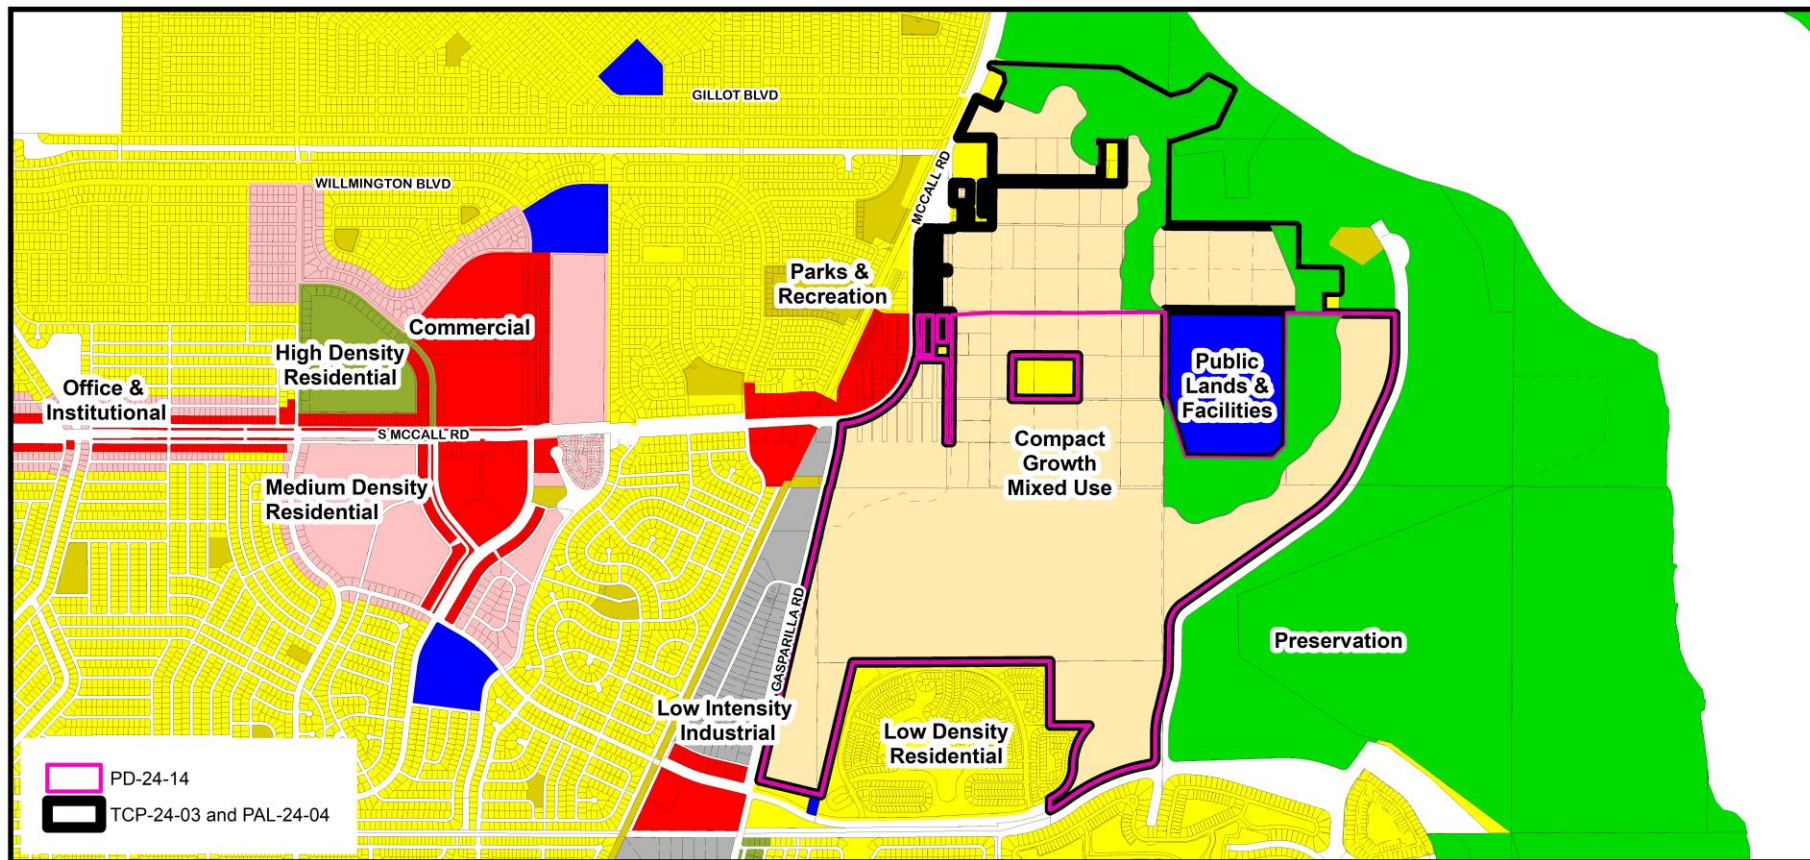 GILLOT BLVD
WILLMINGTON BLVD
MCCALL RD
Parks &
Recreation
Commercial
High Density
Residential
Office &
Institutional
S MCCALL RD
Public
Lands &
Facilities
Compact
Growth
Mixed Use
Medium Density
Residential
GASPARILLA RD
Preservation
Low Intensity
Industrial
Low Density
Residential
PD-24-14
TCP-24-03 and PAL-24-04